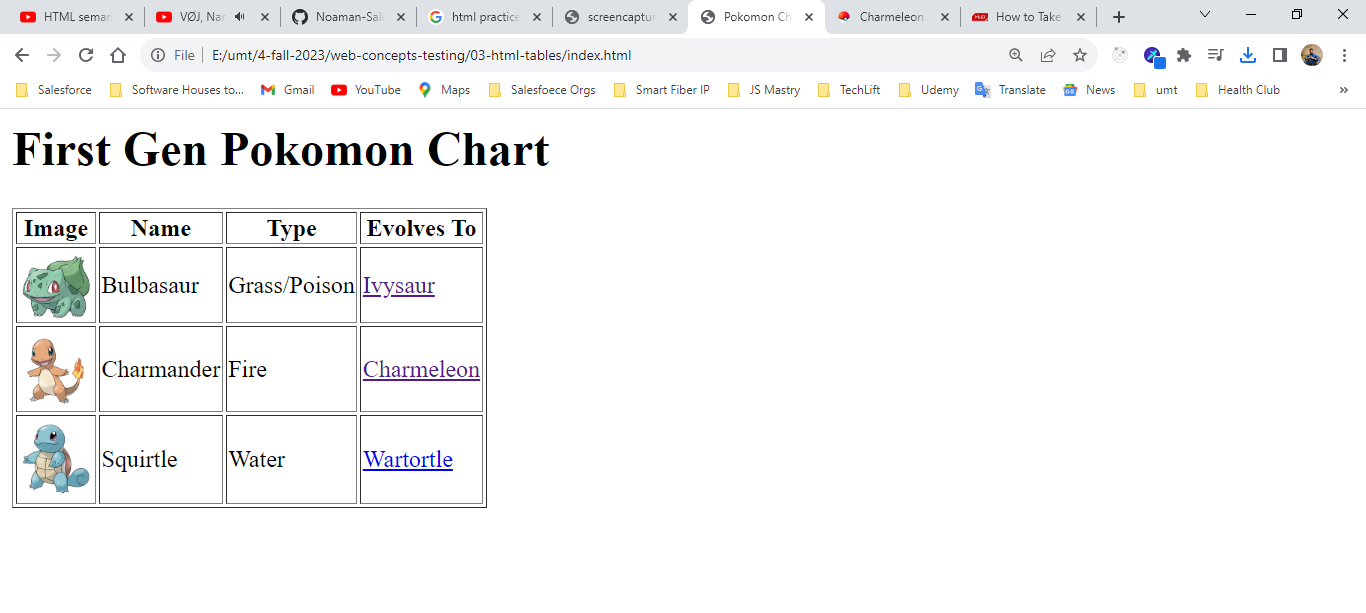 HTML seman
VØJ, Nar
Noaman-Sal
html practice
screencaptur
Pokomon Ch
Charmeleon
How to Take
File
E:/umt/4-fall-2023/web-concepts-testing/03-html-tables/index.html
Salesforce
Software Houses to...
Gmail
YouTube
Maps
Salesfoece Orgs
Smart Fiber IP
JS Mastry
TechLift
Udemy
Translate
News
umt
Health Club
»
First Gen Pokomon Chart
Image Name Type Evolves To
Bulbasaur Grass/Poison Ivysaur
Charmander Fire Charmeleon
Squirtle Water Wartortle